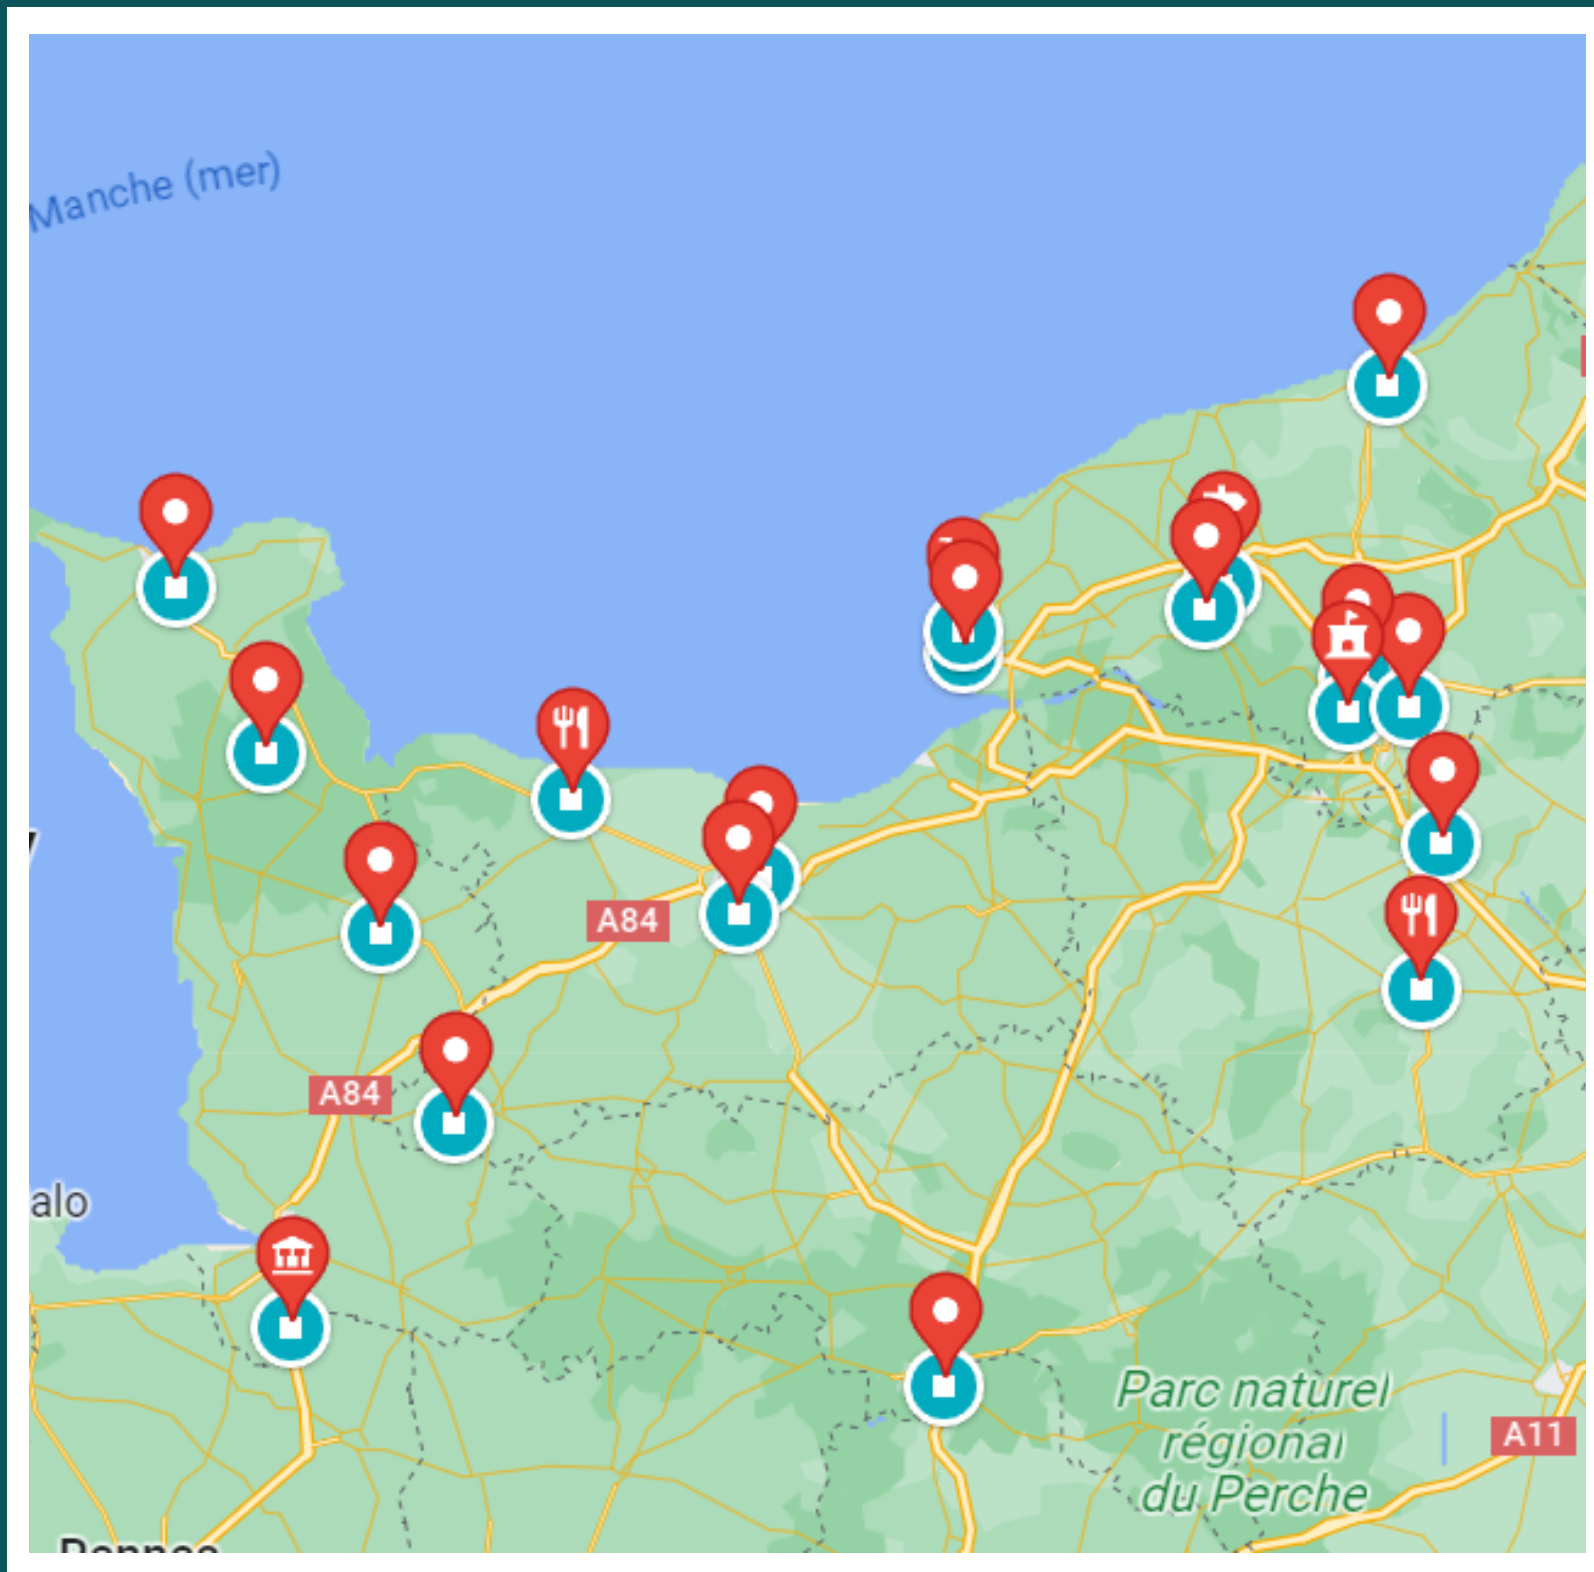 Manche (mer)
A84
A84
alo
Parc naturel
régional
du Perche
A11